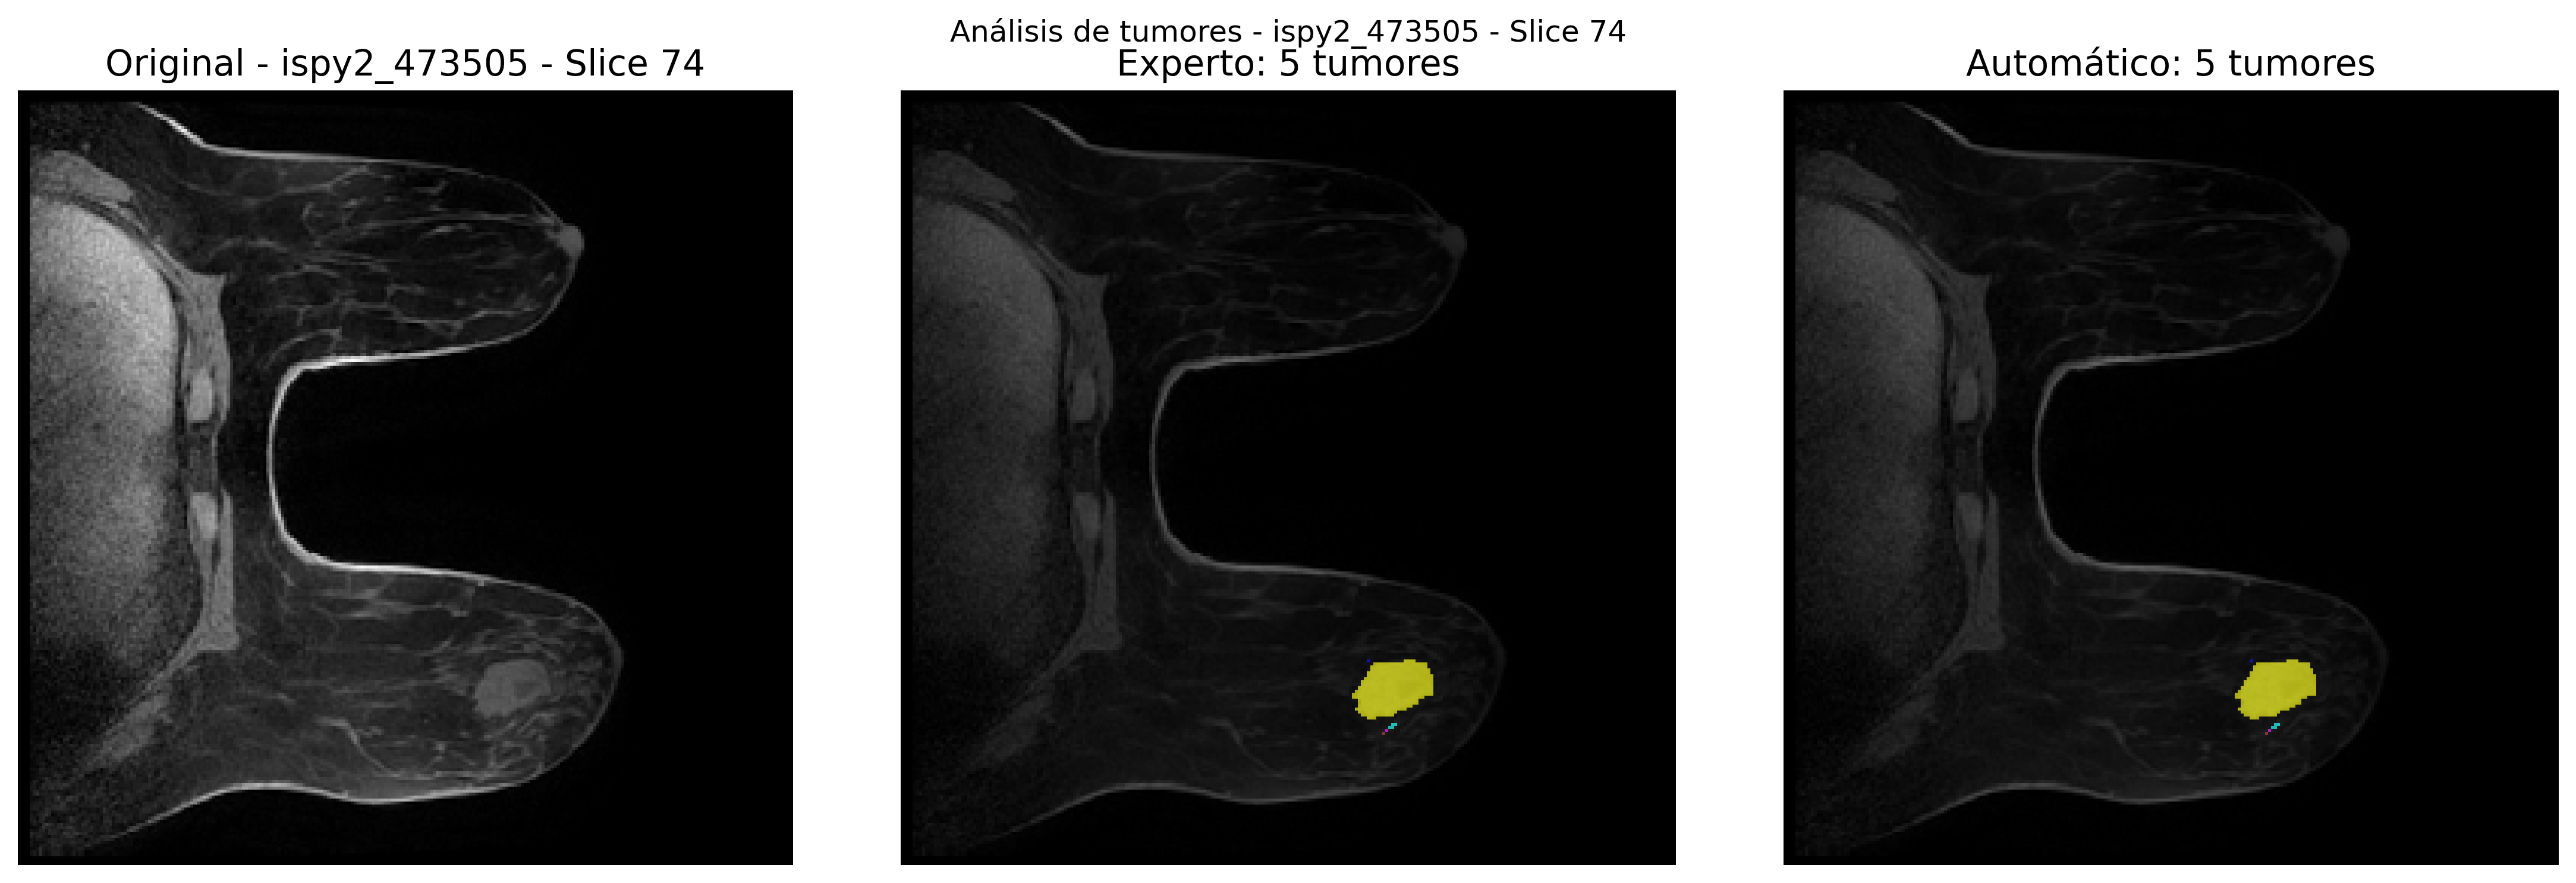 Análisis de tumores - ispy2_473505 - Slice 74
Original - ispy2_473505 - Slice 74
Experto: 5 tumores
Automático: 5 tumores